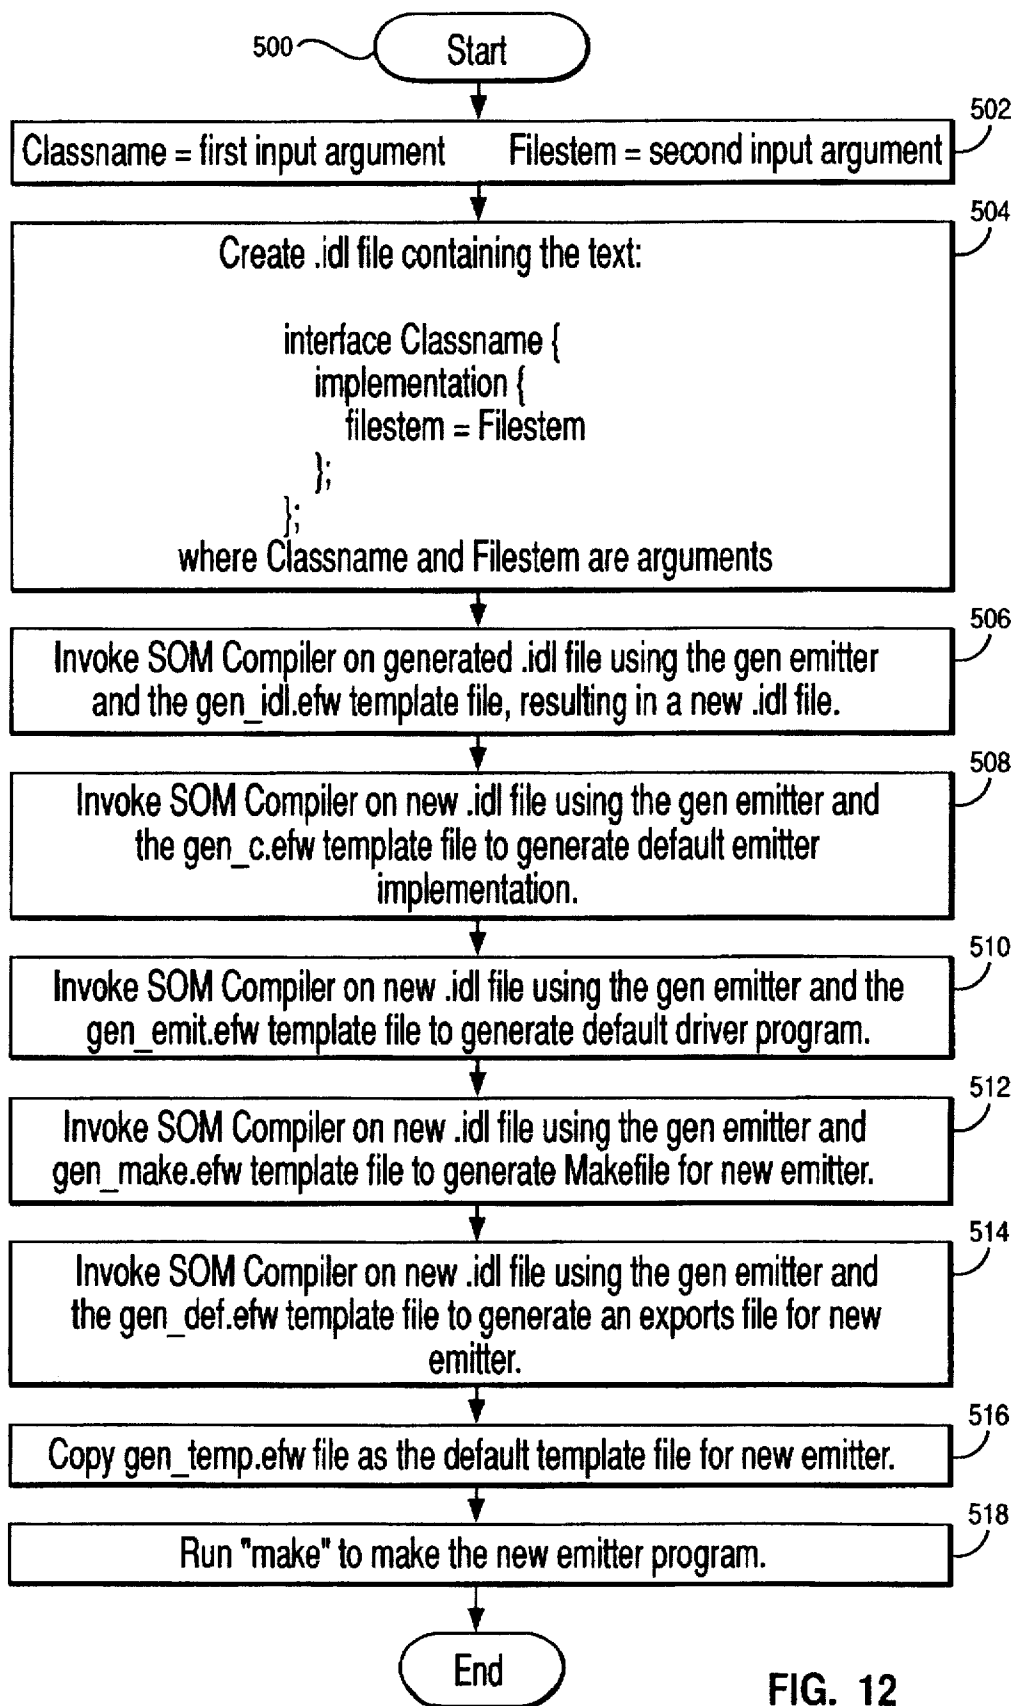 500
Start
502
Classname = first input argument Filestem = second input argument
504
Create .idl file containing the text:
interface Classname {
implementation {
filestem = Filestem
};
};
where Classname and Filestem are arguments
506
Invoke SOM Compiler on generated .idl file using the gen emitter
and the gen_idl.efw template file, resulting in a new .idl file.
508
Invoke SOM Compiler on new .idl file using the gen emitter and
the gen_c.efw template file to generate default emitter
implementation.
510
Invoke SOM Compiler on new .idl file using the gen emitter and the
gen_emit.efw template file to generate default driver program.
512
Invoke SOM Compiler on new .idl file using the gen emitter and
gen_make.efw template file to generate Makefile for new emitter.
514
Invoke SOM Compiler on new .idl file using the gen emitter and
the gen_def.efw template file to generate an exports file for new
emitter.
516
Copy gen_temp.efw file as the default template file for new emitter.
518
Run "make" to make the new emitter program.
End
FIG. 12